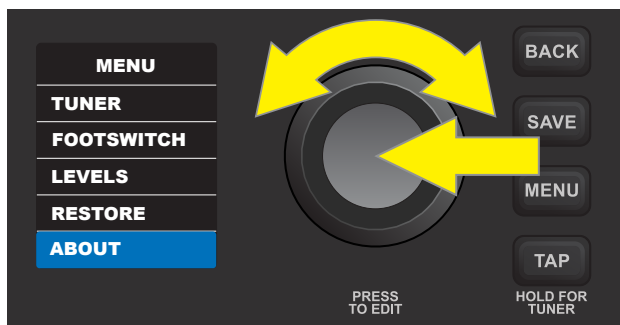 MENU
TUNER
FOOTSWITCH
LEVELS
RESTORE
ABOUT
BACK
SAVE
MENU
TAP
PRESS
TO EDIT
HOLD FOR
TUNER